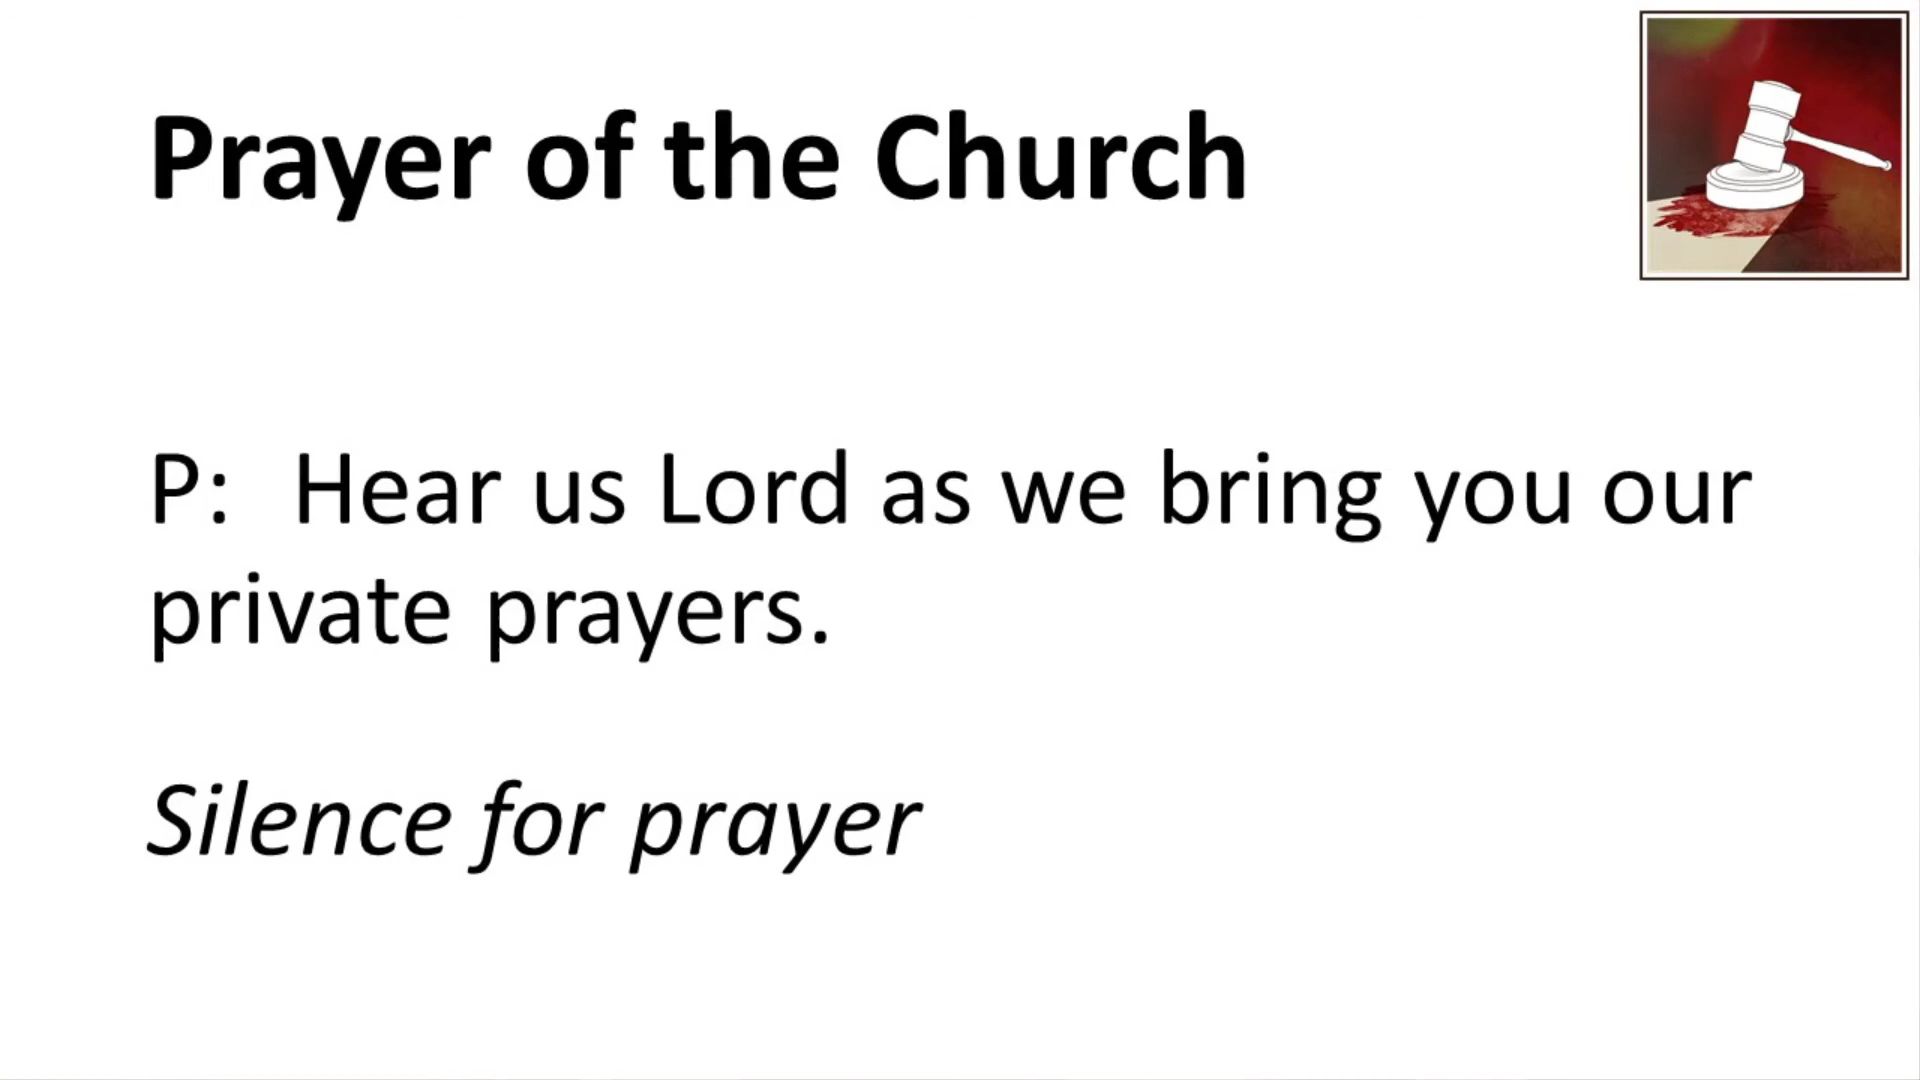 Prayer of the Church
P: Hear us Lord as we bring you our
private prayers.
Silence for prayer